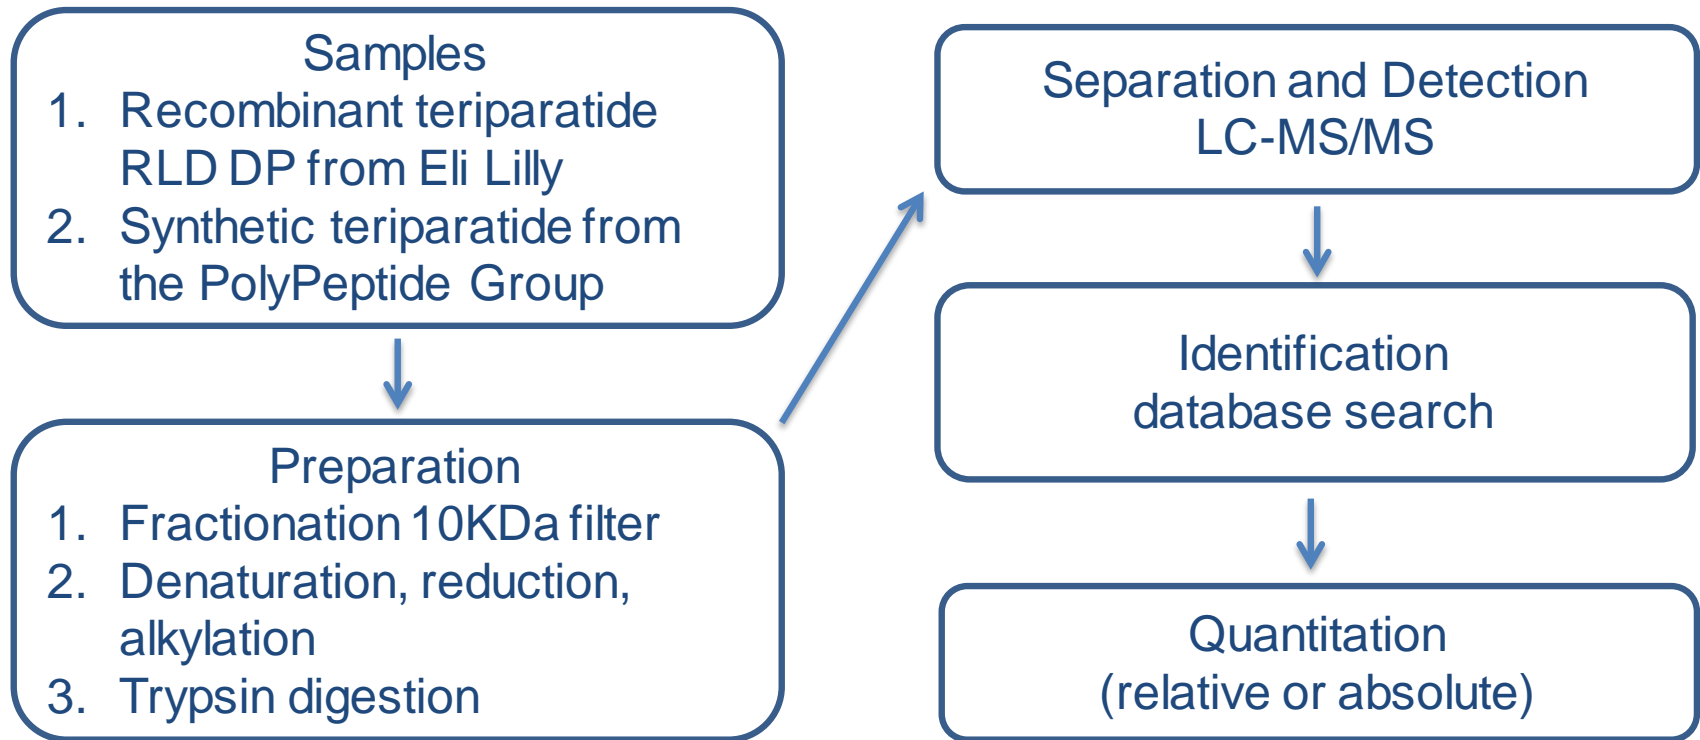 Samples
1. Recombinant teriparatide
RLD DP from Eli Lilly
2. Synthetic teriparatide from
the PolyPeptide Group
Preparation
1. Fractionation 10KDa filter
2. Denaturation, reduction,
alkylation
3. Trypsin digestion
Separation and Detection
LC-MS/MS
Identification
database search
Quantitation
(relative or absolute)